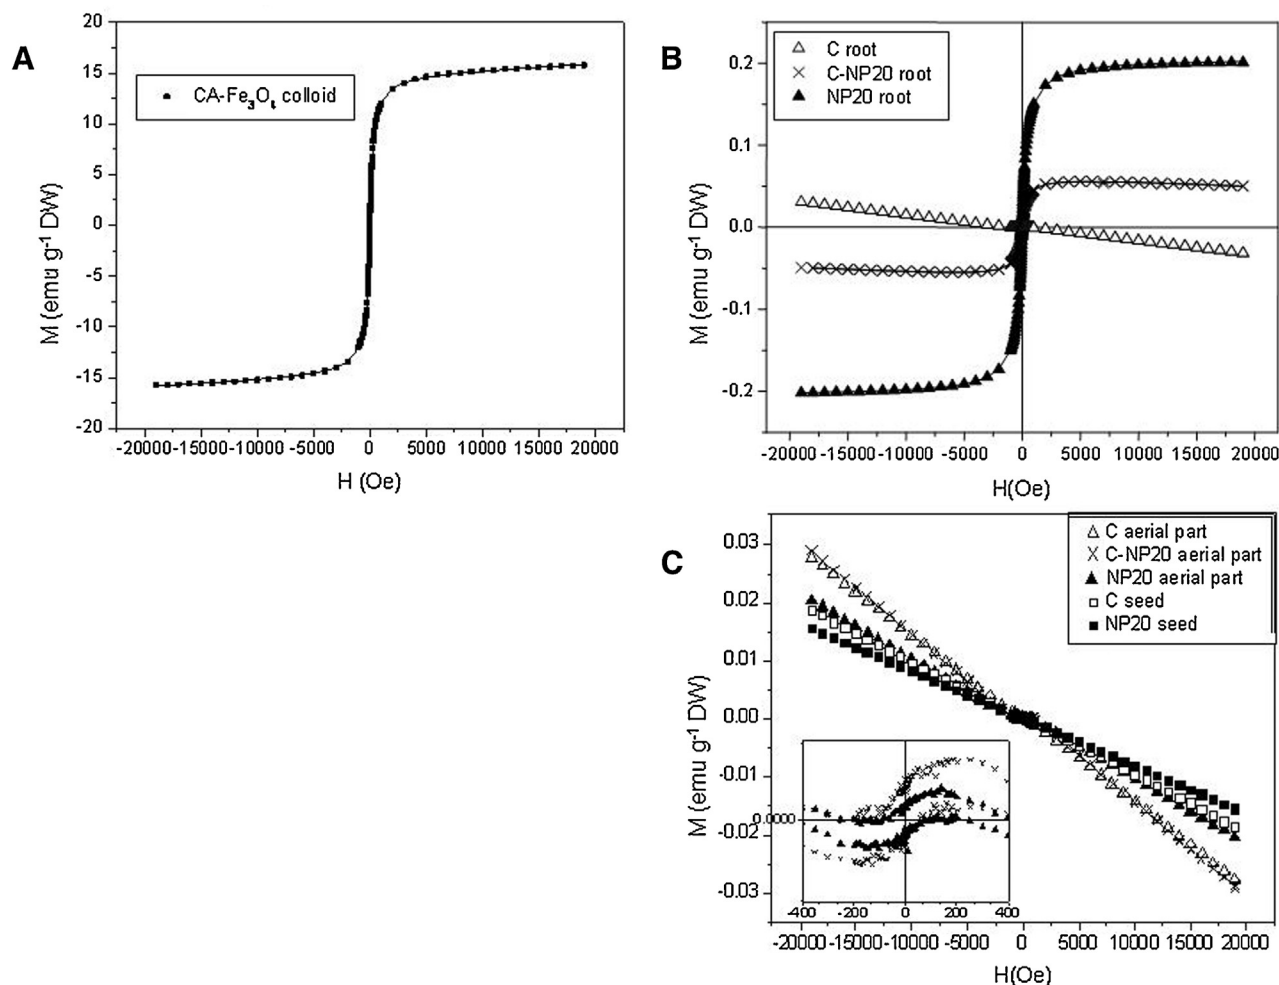 A
20
15
10
5
0
-5
-10
-15
-20
M (emu g⁻¹ DW)
CA-Fe₃Oₜ colloid
-20000 -15000 -10000 -5000 0 5000 10000 15000 20000
H (Oe)
B
0.2
0.1
0.0
-0.1
-0.2
M (emu g⁻¹ DW)
C root
C-NP20 root
NP20 root
-20000 -15000 -10000 -5000 0 5000 10000 15000 20000
H(Oe)
C
0.03
0.02
0.01
0.00
-0.01
-0.02
-0.03
M (emu g⁻¹ DW)
C aerial part
C-NP20 aerial part
NP20 aerial part
C seed
NP20 seed
0.0000
-400 -200 0 200 400
-20000 -15000 -10000 -5000 0 5000 10000 15000 20000
H(Oe)